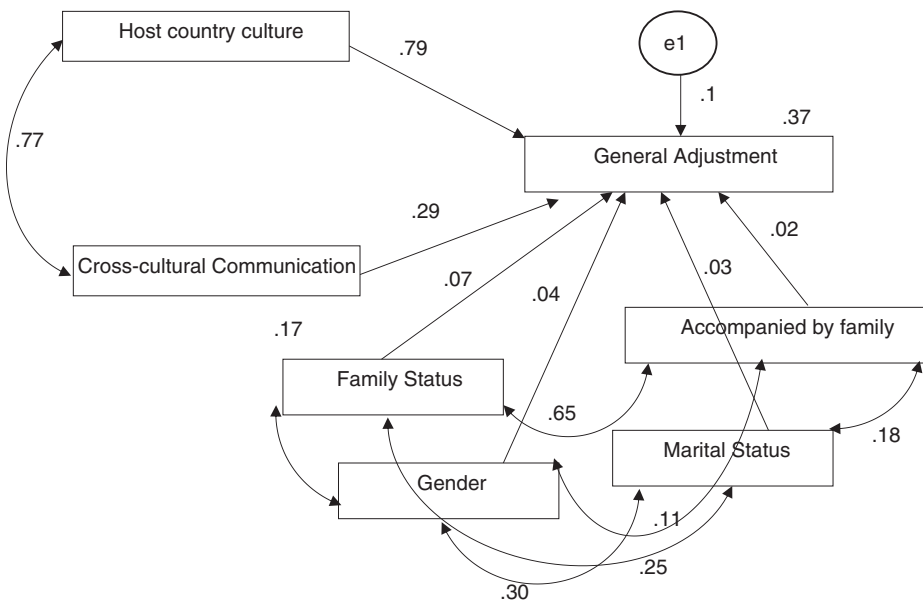 Host country culture
e1
.79
.1
.37
.77
General Adjustment
.29
Cross-cultural Communication
.02
.07
.03
.04
.17
Accompanied by family
Family Status
.65
.18
Marital Status
Gender
.11
.25
.30